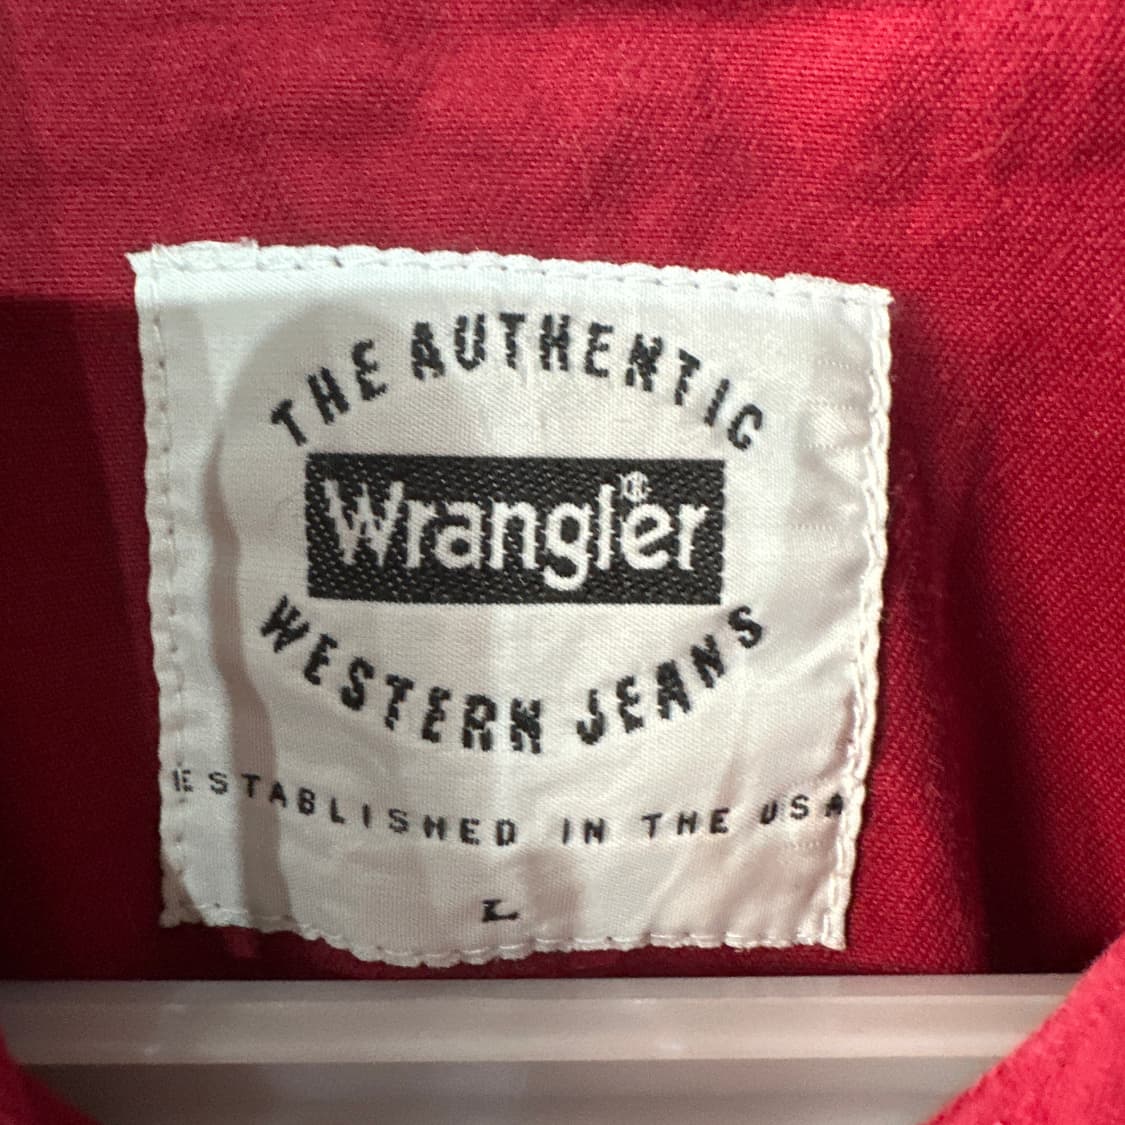 THE AUTHENTIC
Wrangler®
WESTERN JEANS
ESTABLISHED IN THE USA
L